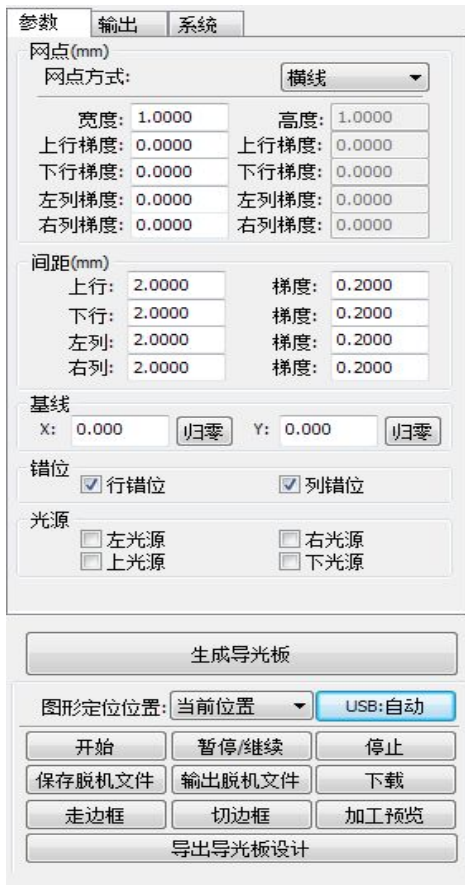 参数 输出 系统
网点(mm)
网点方式: 横线
宽度: 1.0000 高度: 1.0000
上行梯度: 0.0000 上行梯度: 0.0000
下行梯度: 0.0000 下行梯度: 0.0000
左列梯度: 0.0000 左列梯度: 0.0000
右列梯度: 0.0000 右列梯度: 0.0000
间距(mm)
上行: 2.0000 梯度: 0.2000
下行: 2.0000 梯度: 0.2000
左列: 2.0000 梯度: 0.2000
右列: 2.0000 梯度: 0.2000
基线
X: 0.000 归零 Y: 0.000 归零
错位
行错位 列错位
光源
左光源 右光源
上光源 下光源
生成导光板
图形定位位置: 当前位置 USB:自动
开始 暂停/继续 停止
保存脱机文件 输出脱机文件 下载
走边框 切边框 加工预览
导出导光板设计